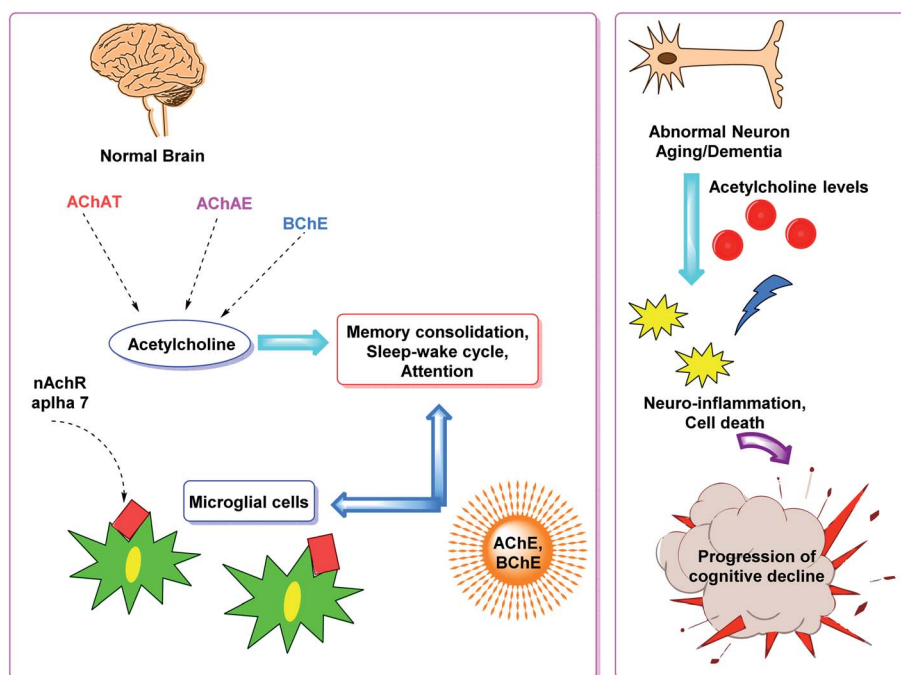 Normal Brain
AChAT
AChAE
BChE
Acetylcholine
Memory consolidation,
Sleep-wake cycle,
Attention
nAchR
aplha 7
Microglial cells
AChE,
BChE
Abnormal Neuron
Aging/Dementia
Acetylcholine levels
Neuro-inflammation,
Cell death
Progression of
cognitive decline